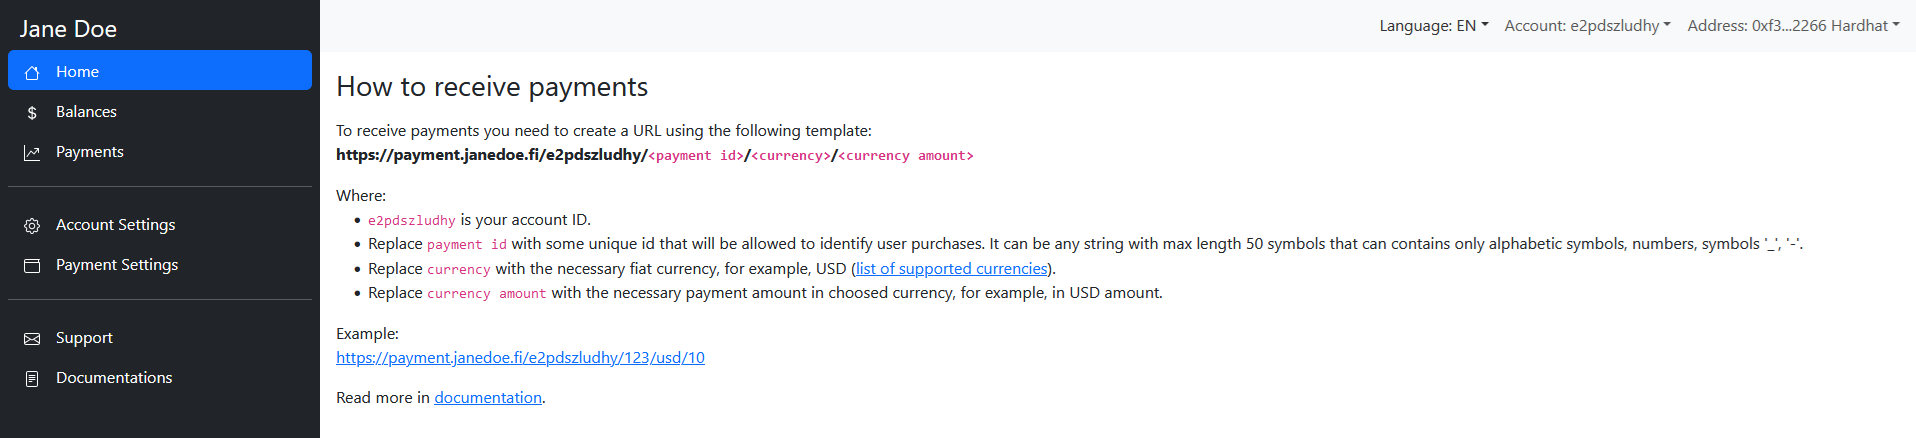 Jane Doe
Home
Balances
Payments
Account Settings
Payment Settings
Support
Documentations
Language: EN
Account: e2pdszludhy
Address: 0xf3...2266 Hardhat
How to receive payments
To receive payments you need to create a URL using the following template:
https://payment.janedoe.fi/e2pdszludhy/<payment id>/<currency>/<currency amount>
Where:
• e2pdszludhy is your account ID.
• Replace payment id with some unique id that will be allowed to identify user purchases. It can be any string with max length 50 symbols that can contains only alphabetic symbols, numbers, symbols '_', '-'.
• Replace currency with the necessary fiat currency, for example, USD (list of supported currencies).
• Replace currency amount with the necessary payment amount in choosed currency, for example, in USD amount.
Example:
https://payment.janedoe.fi/e2pdszludhy/123/usd/10
Read more in documentation.